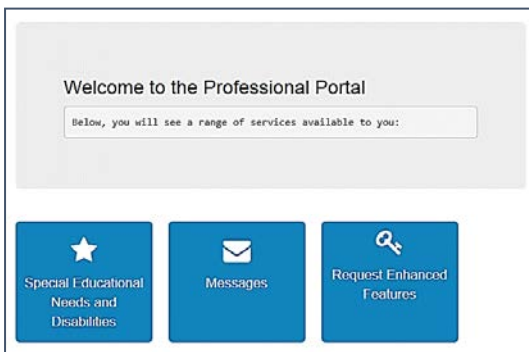 Welcome to the Professional Portal
Below, you will see a range of services available to you:
Special Educational
Needs and
Disabilities
Messages
Request Enhanced
Features